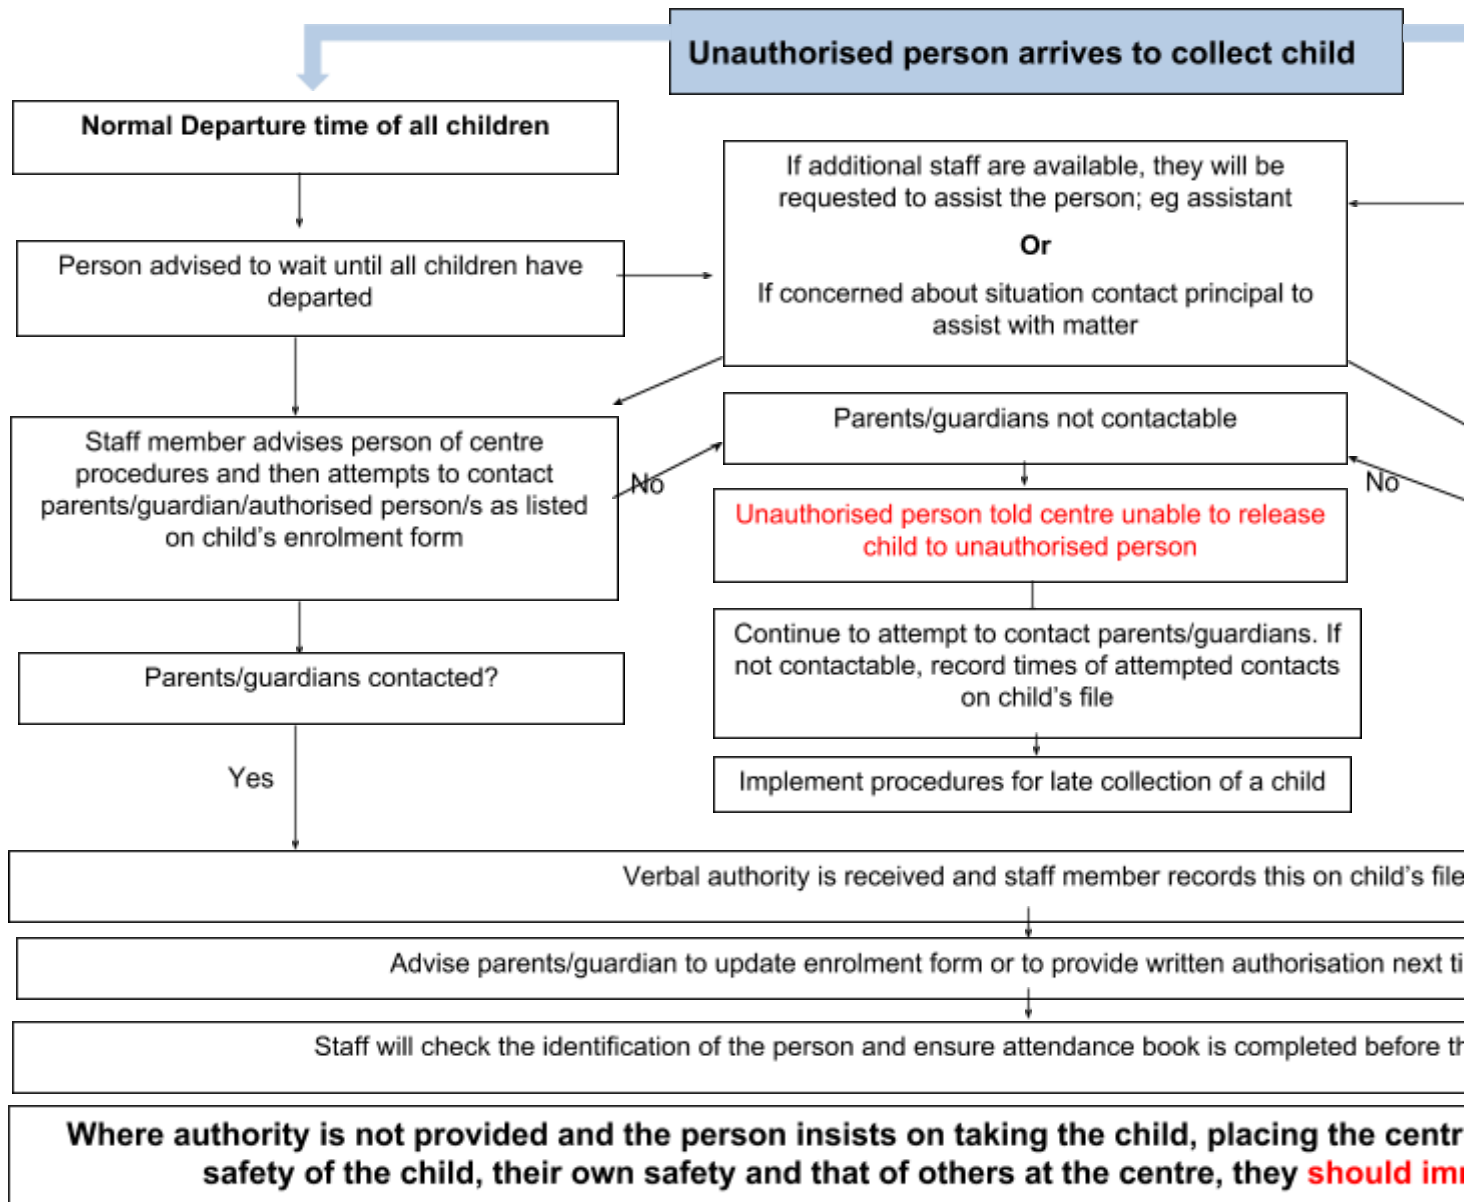 Unauthorised person arrives to collect child
Normal Departure time of all children
If additional staff are available, they will be
requested to assist the person; eg assistant
Or
If concerned about situation contact principal to
assist with matter
Person advised to wait until all children have
departed
Staff member advises person of centre
procedures and then attempts to contact
parents/guardian/authorised person/s as listed
on child's enrolment form
No
Parents/guardians not contactable
No
Unauthorised person told centre unable to release
child to unauthorised person
Continue to attempt to contact parents/guardians. If
not contactable, record times of attempted contacts
on child's file
Parents/guardians contacted?
Implement procedures for late collection of a child
Yes
Verbal authority is received and staff member records this on child's file
Advise parents/guardian to update enrolment form or to provide written authorisation next
Staff will check the identification of the person and ensure attendance book is completed before
Where authority is not provided and the person insists on taking the child, placing the
safety of the child, their own safety and that of others at the centre, they should